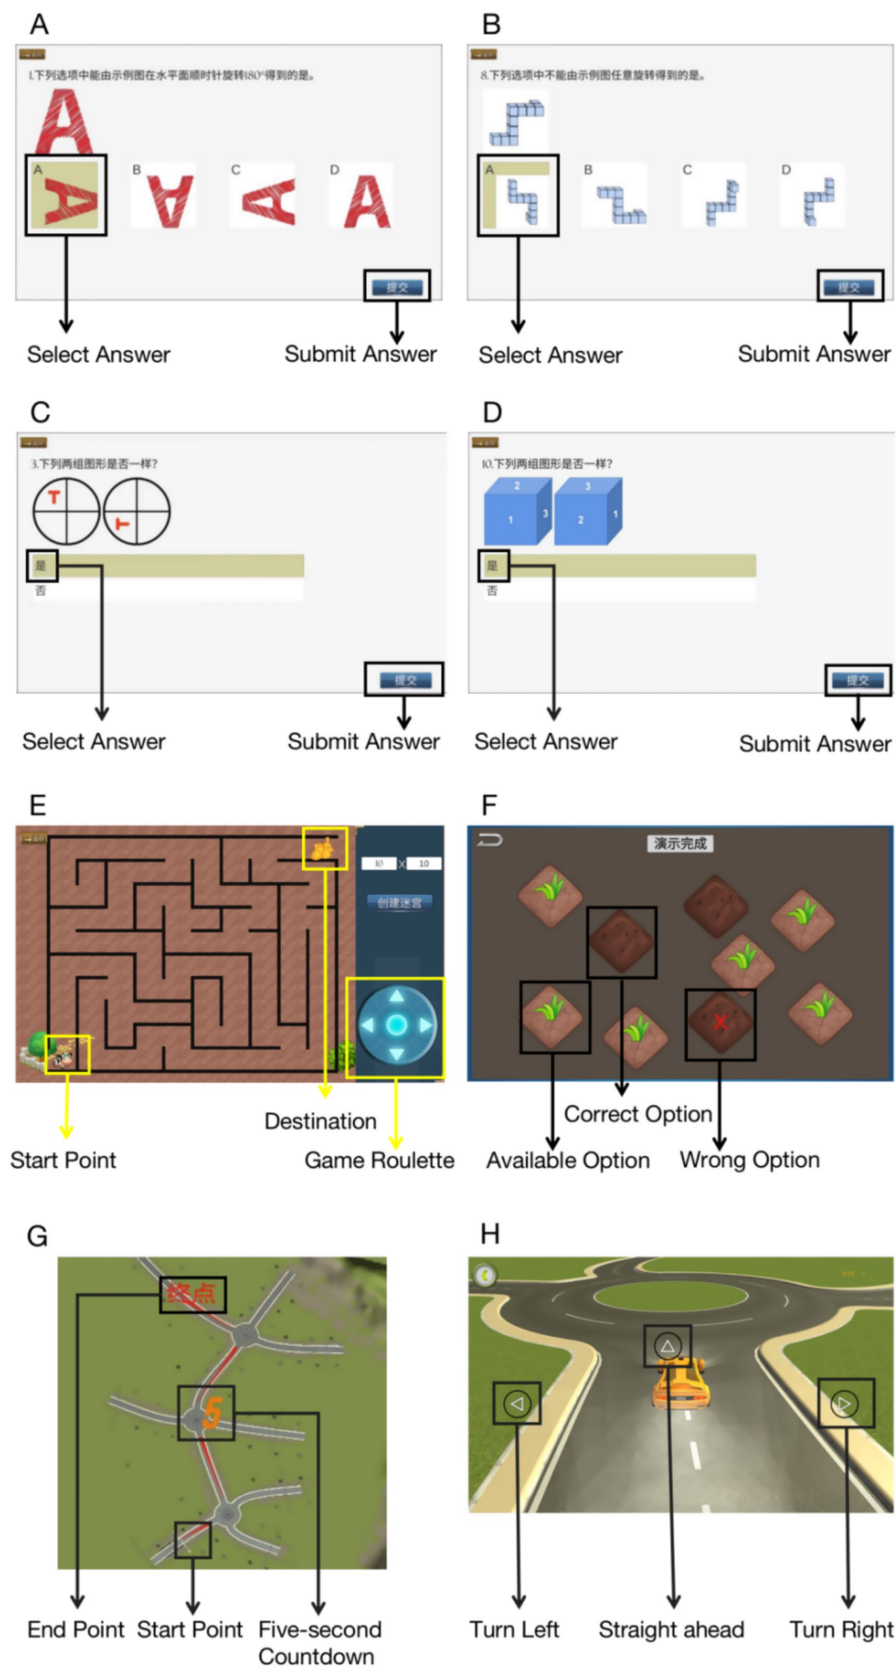 A
B
1.下列选项中能由示例图在水平面顺时针旋转180°得到的是。
8.下列选项中不能由示例图任意旋转得到的是。
A
A
B
C
D
A
B
C
D
提交
提交
Select Answer
Submit Answer
Select Answer
Submit Answer
C
D
3.下列两组图形是否一样?
10.下列两组图形是否一样?
T
T
2
1
3
3
2
1
是
否
是
否
提交
提交
Select Answer
Submit Answer
Select Answer
Submit Answer
E
F
10 X 10
创建迷宫
演示完成
X
Destination
Start Point
Game Roulette
Correct Option
Available Option
Wrong Option
G
H
终点
5
End Point
Start Point
Five-second
Countdown
Turn Left
Straight ahead
Turn Right